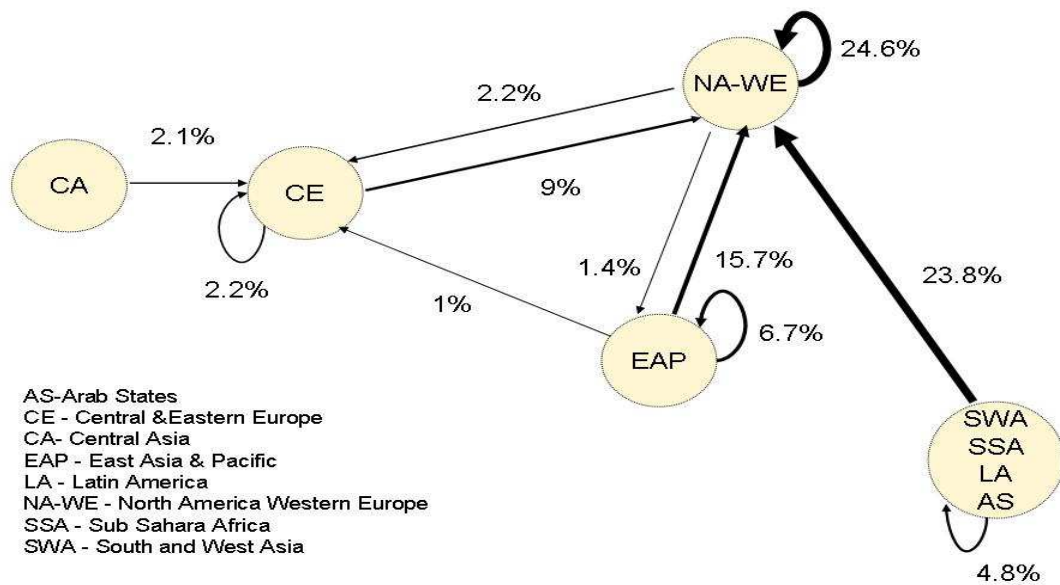 24.6%
NA-WE
2.2%
2.1%
CA
CE
9%
2.2%
1.4%
15.7%
23.8%
1%
6.7%
EAP
AS-Arab States
CE - Central &Eastern Europe
CA- Central Asia
EAP - East Asia & Pacific
LA - Latin America
NA-WE - North America Western Europe
SSA - Sub Sahara Africa
SWA - South and West Asia
SWA
SSA
LA
AS
4.8%